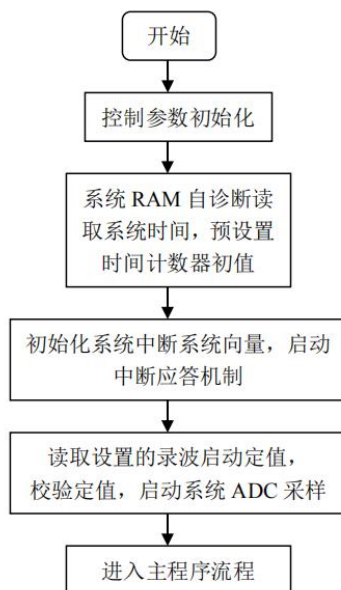 开始
控制参数初始化
系统 RAM 自诊断读
取系统时间，预设置
时间计数器初值
初始化系统中断系统向量，启动
中断应答机制
读取设置的录波启动定值，
校验定值，启动系统 ADC 采样
进入主程序流程